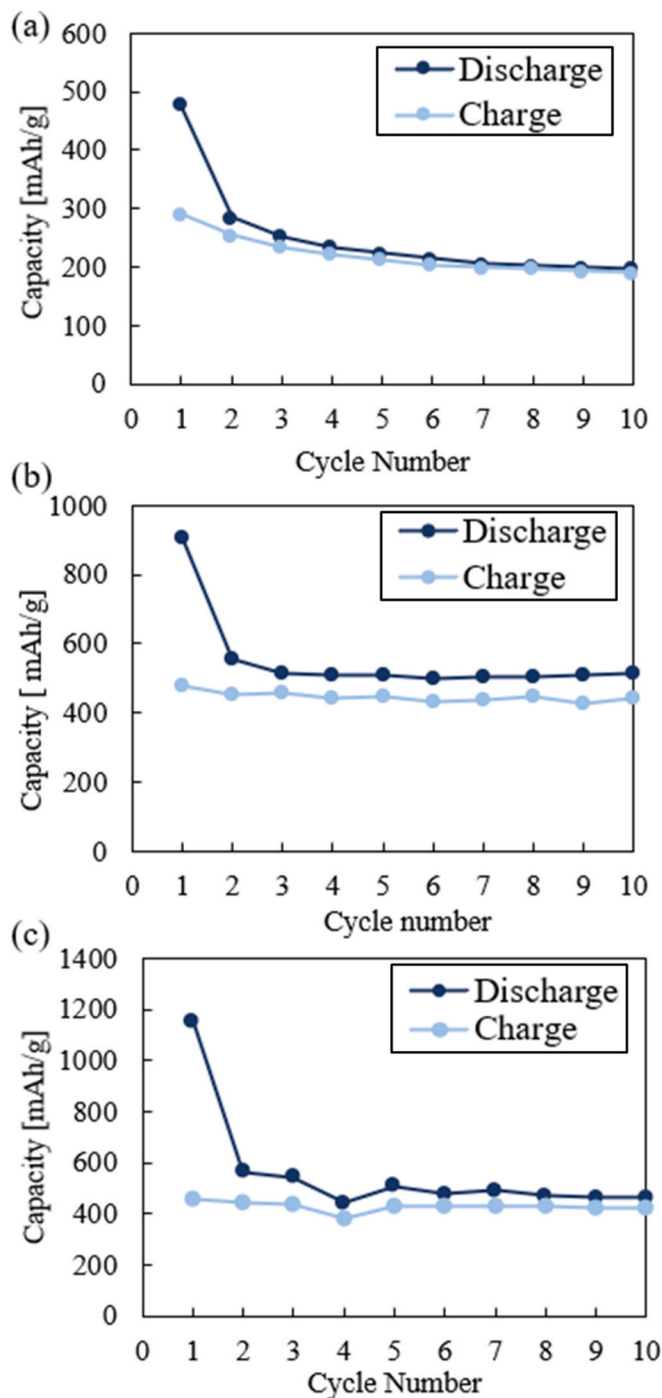 (a)
600
500
400
300
200
100
0
Capacity [mAh/g]
Discharge
Charge
0 1 2 3 4 5 6 7 8 9 10
Cycle Number
(b)
1000
800
600
400
200
0
Capacity [ mAh/g]
Discharge
Charge
0 1 2 3 4 5 6 7 8 9 10
Cycle number
(c)
1400
1200
1000
800
600
400
200
0
Capacity [mAh/g]
Discharge
Charge
0 1 2 3 4 5 6 7 8 9 10
Cycle Number